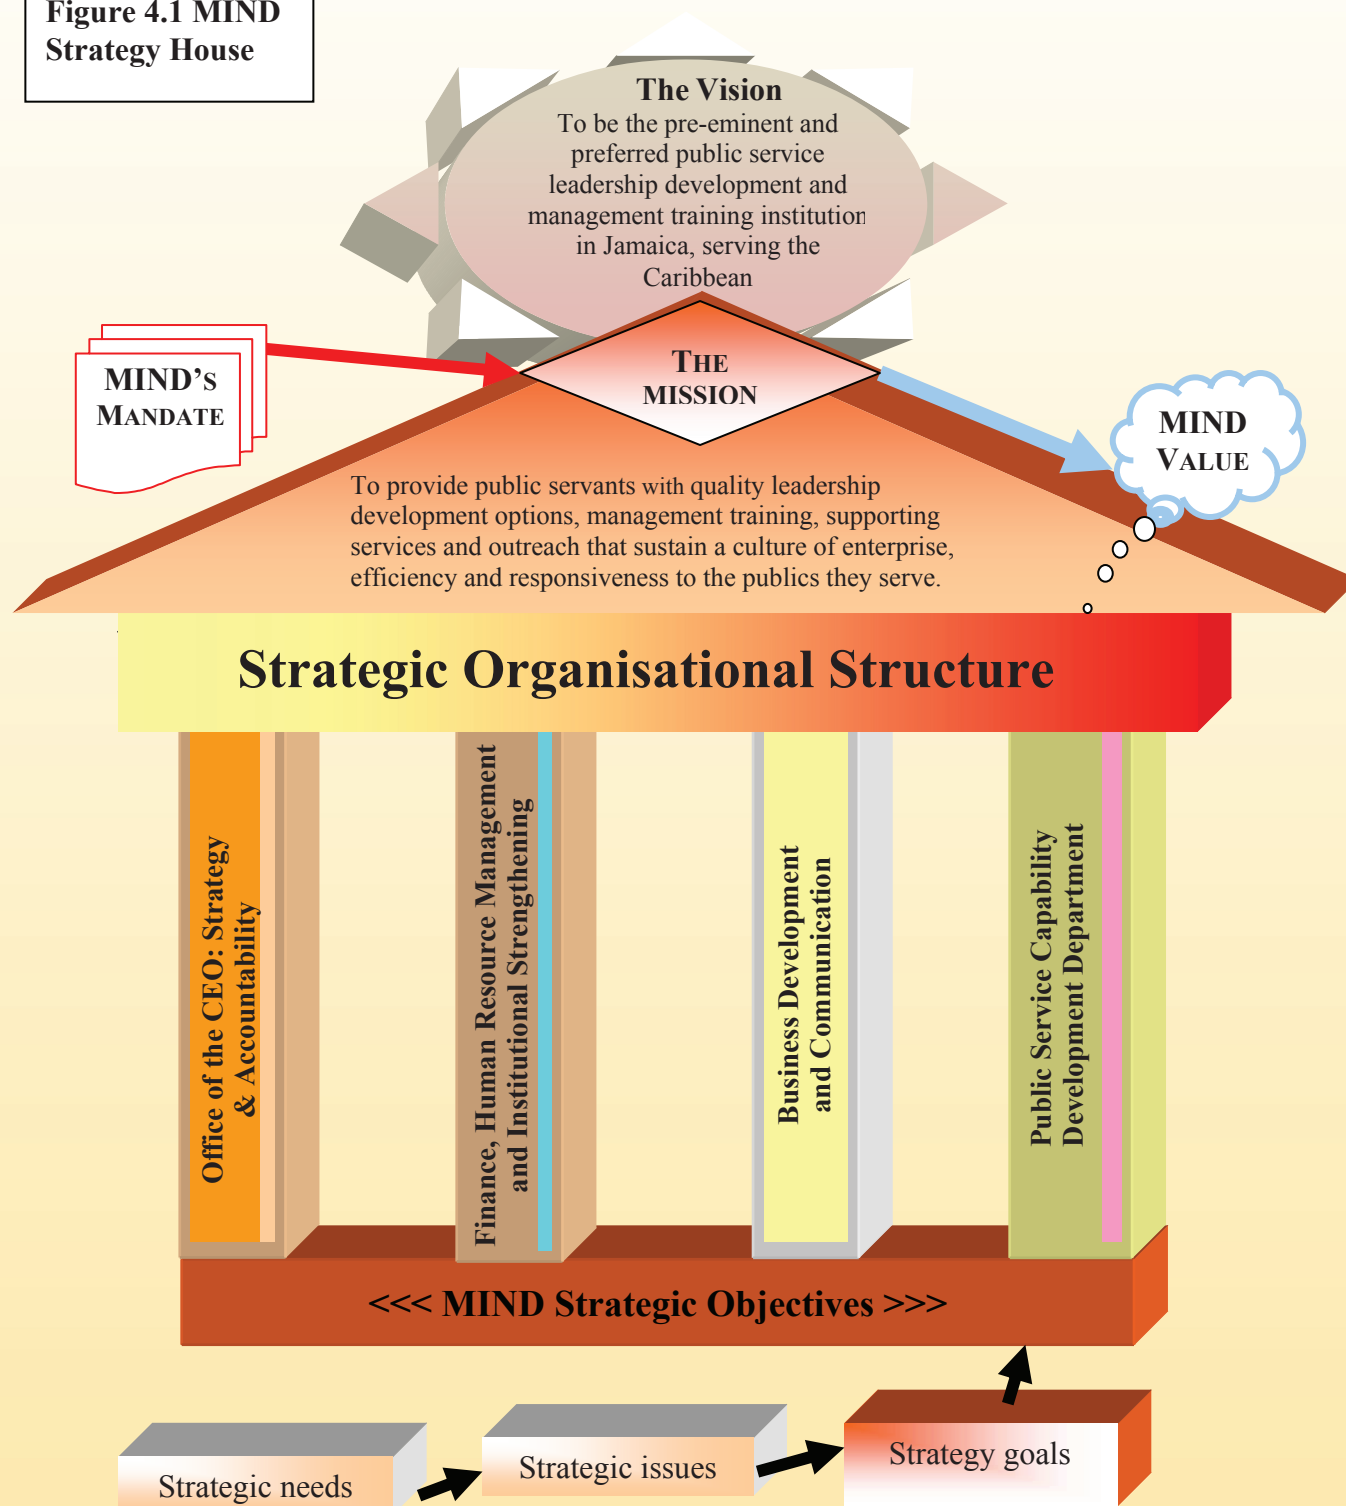 Figure 4.1 MIND
Strategy House
The Vision
To be the pre-eminent and
preferred public service
leadership development and
management training institution
in Jamaica, serving the
Caribbean
THE
MISSION
MIND'S
MANDATE
MIND
VALUE
To provide public servants with quality leadership
development options, management training, supporting
services and outreach that sustain a culture of enterprise,
efficiency and responsiveness to the publics they serve.
Strategic Organisational Structure
Office of the CEO: Strategy
& Accountability
Finance, Human Resource Management
and Institutional Strengthening
Business Development
and Communication
Public Service Capability
Development Department
<<< MIND Strategic Objectives >>>
Strategic needs
Strategic issues
Strategy goals